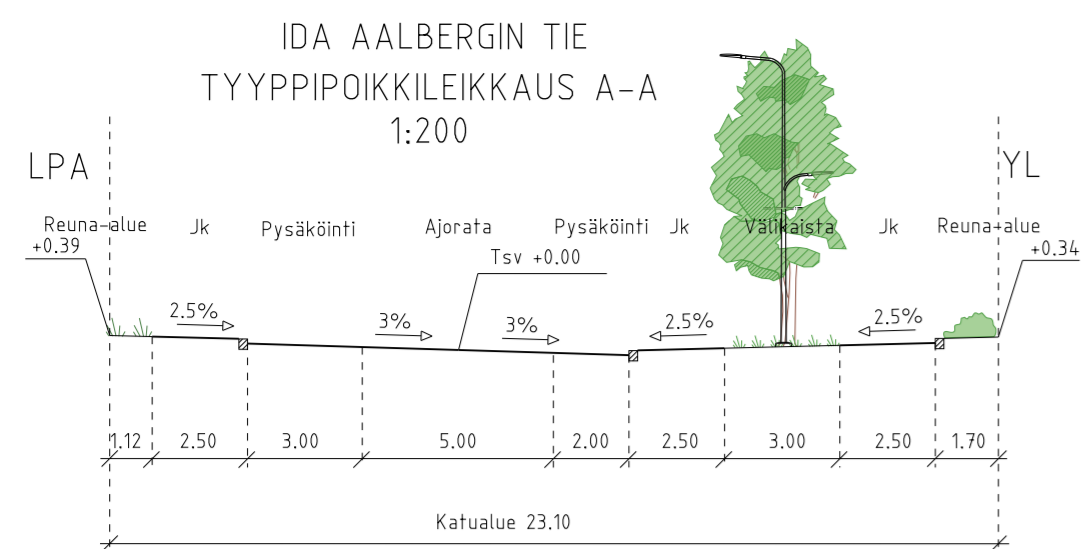 IDA AALBERGIN TIE
TYYPPIPOIKKILEIKKAUS A-A
1:200
LPA
YL
Reuna-alue Jk Pysäköinti Ajorata Pysäköinti Jk Välikaista Jk Reuna-alue
+0.39
+0.34
Tsv +0.00
2.5% 3% 3% 2.5% 2.5%
1.12 2.50 3.00 5.00 2.00 2.50 3.00 2.50 1.70
Katualue 23.10